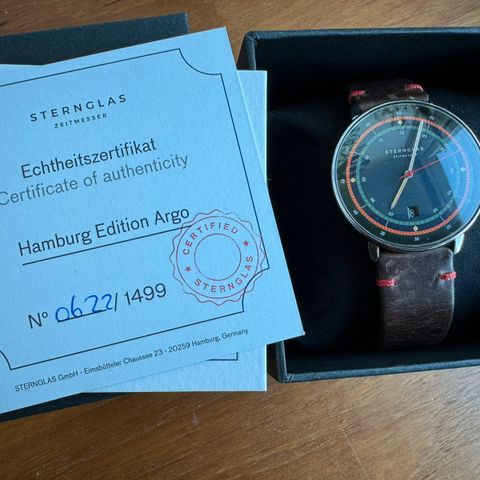 STERNGLAS
ZEITMESSER
Echtheitszertifikat
Certificate of authenticity
Hamburg Edition Argo
Nº 0622/1499
CERTIFIED
STERNGLAS
STERNGLAS GmbH · Eimsbütteler Chaussee 23 · 20259 Hamburg, Germany
STERNGLAS
ZEITMESSER